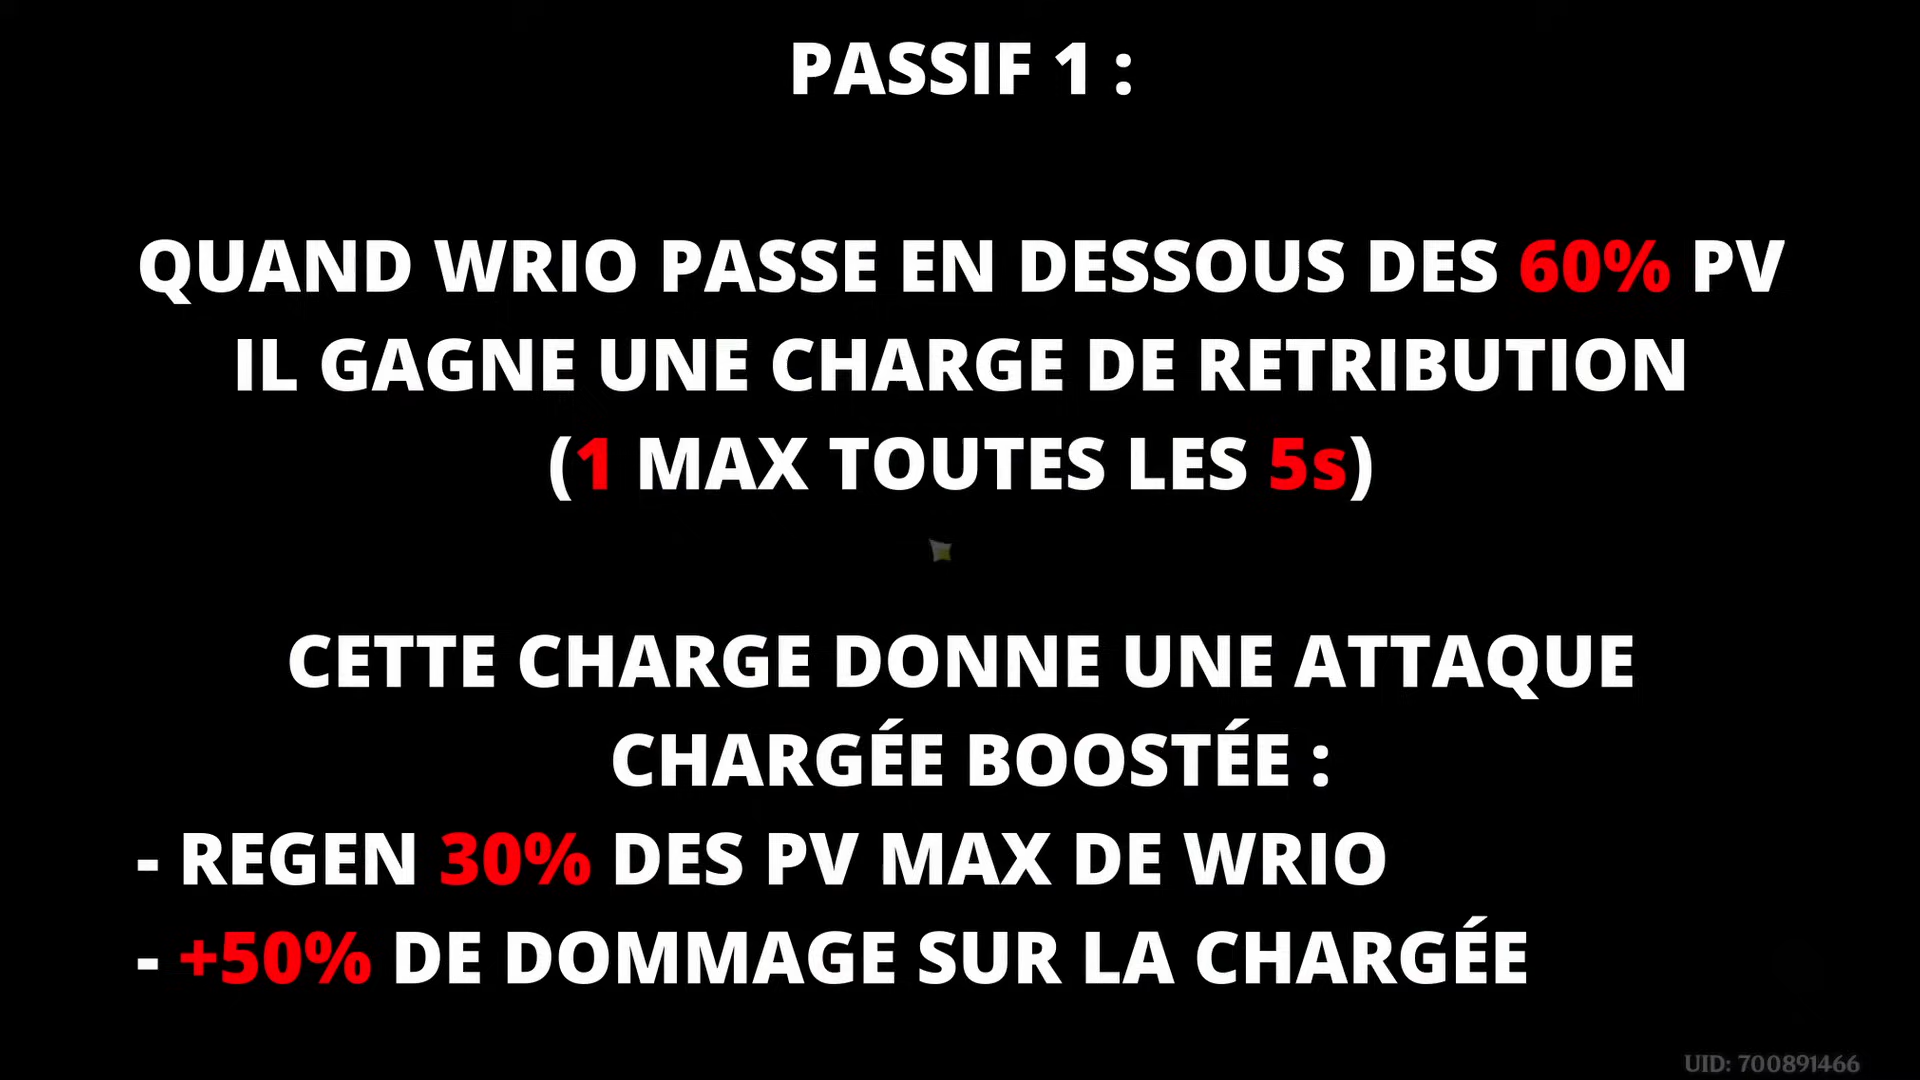 PASSIF 1 :
QUAND WRIO PASSE EN DESSOUS DES 60% PV
IL GAGNE UNE CHARGE DE RETRIBUTION
(1 MAX TOUTES LES 5s)
CETTE CHARGE DONNE UNE ATTAQUE
CHARGÉE BOOSTÉE :
- REGEN 30% DES PV MAX DE WRIO
- +50% DE DOMMAGE SUR LA CHARGÉE
UID: 700891466